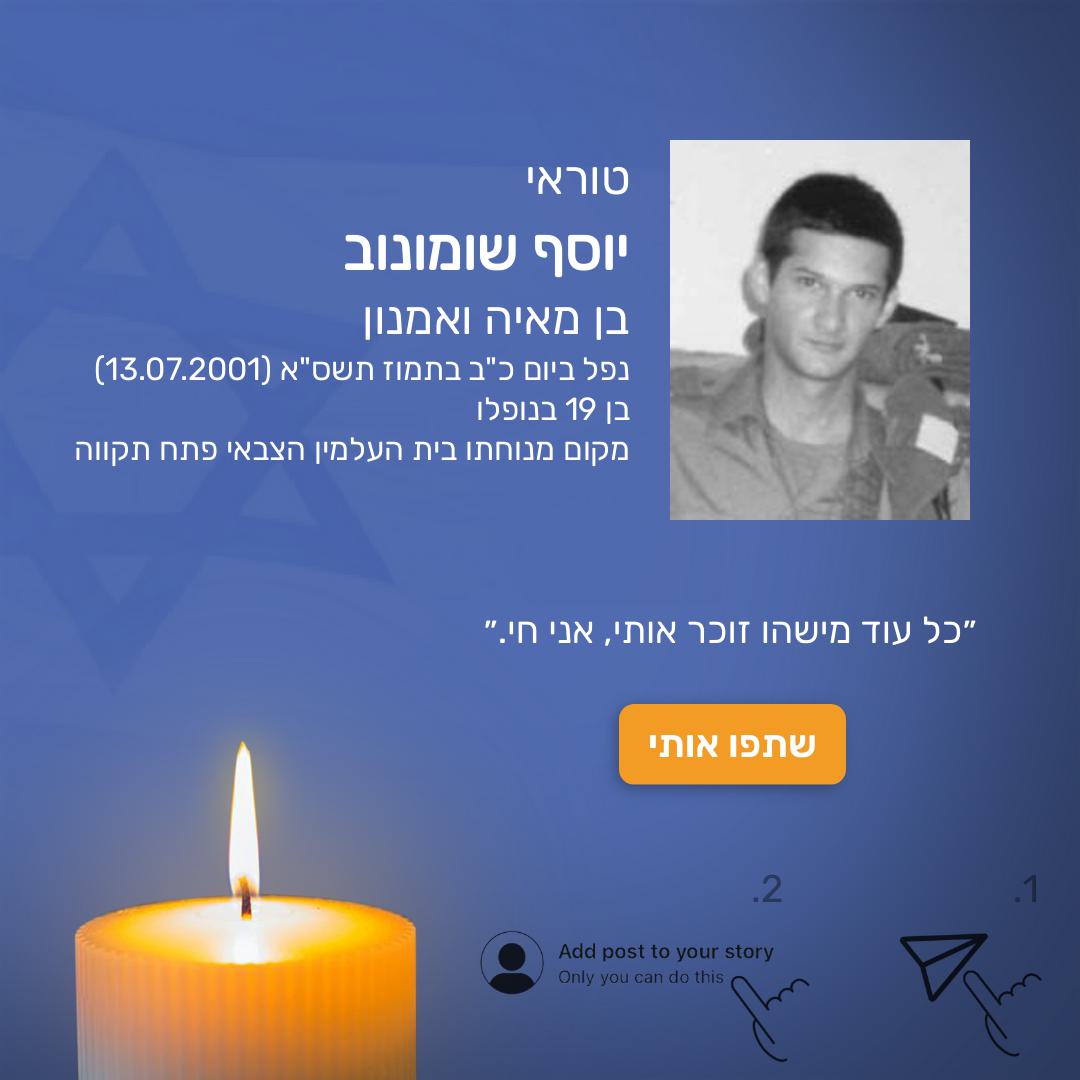 טוראי
יוסף שומונוב
בן מאיה ואמנון
נפל ביום כ"ב בתמוז תשס"א (13.07.2001)
בן 19 בנופלו
מקום מנוחתו בית העלמין הצבאי פתח תקווה
״כל עוד מישהו זוכר אותי, אני חי.״
שתפו אותי
1.
2.
Add post to your story
Only you can do this